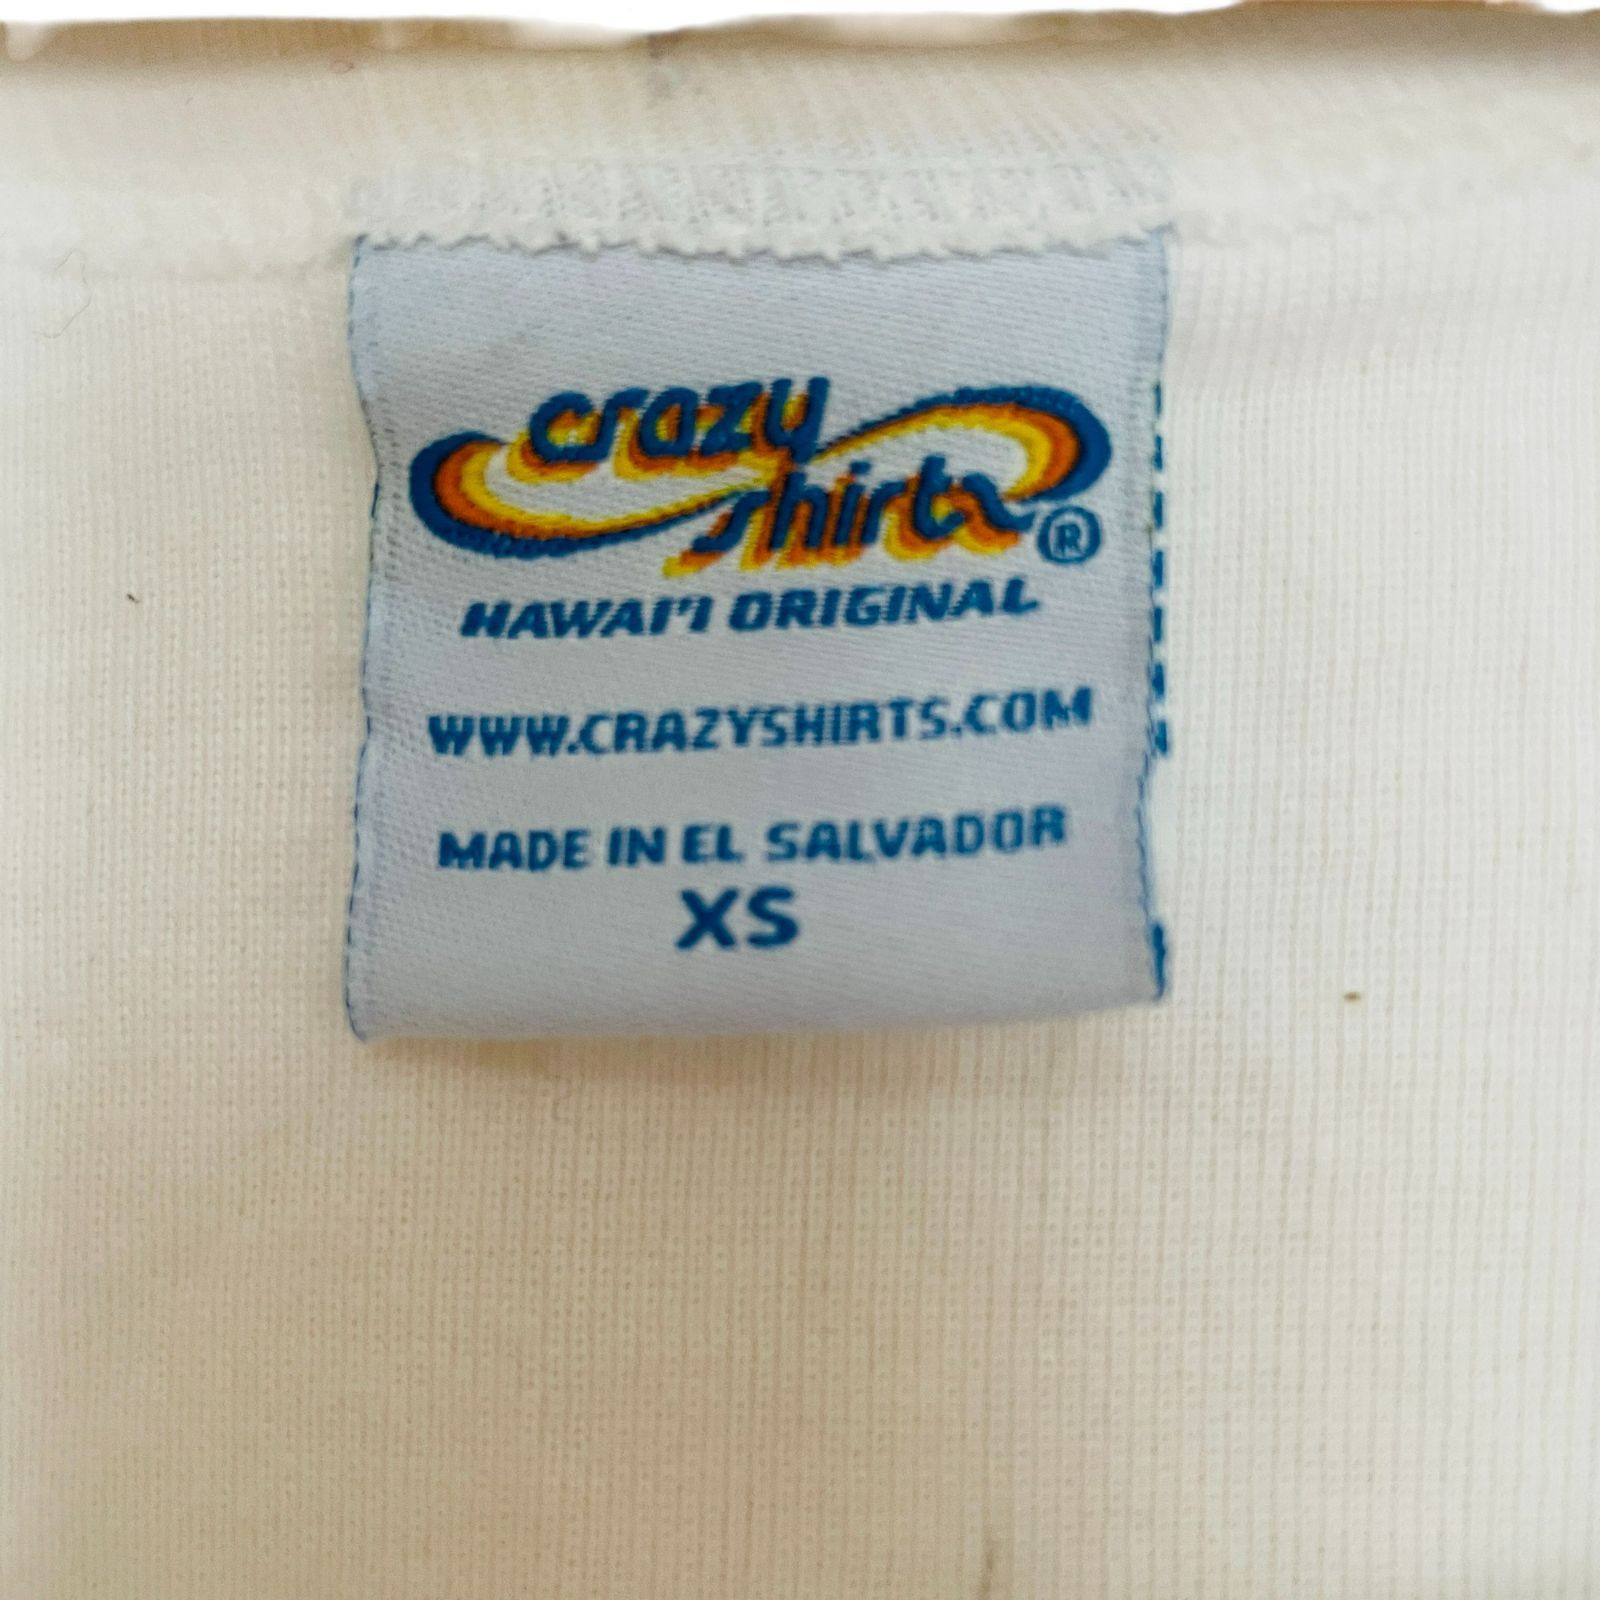 crazy
shirts®
HAWAI'I ORIGINAL
WWW.CRAZYSHIRTS.COM
MADE IN EL SALVADOR
XS